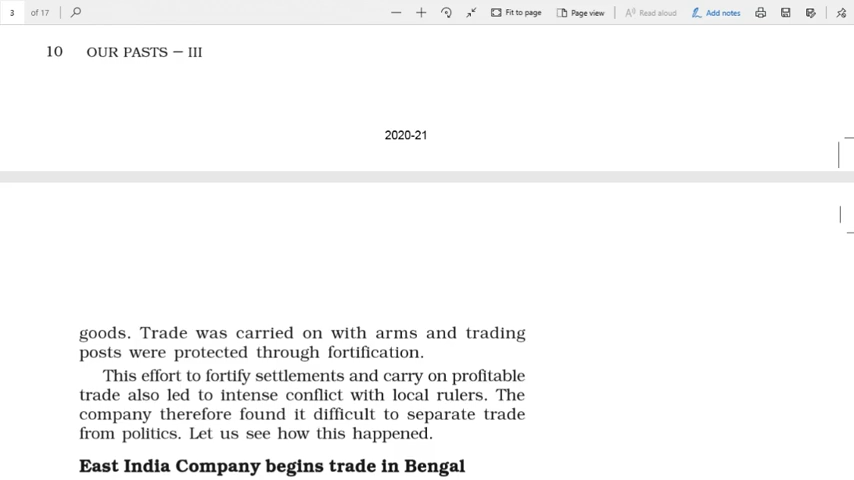 3 of 17 Fit to page Page view Read aloud Add notes
10 OUR PASTS – III
2020-21
goods. Trade was carried on with arms and trading
posts were protected through fortification.
This effort to fortify settlements and carry on profitable
trade also led to intense conflict with local rulers. The
company therefore found it difficult to separate trade
from politics. Let us see how this happened.
East India Company begins trade in Bengal